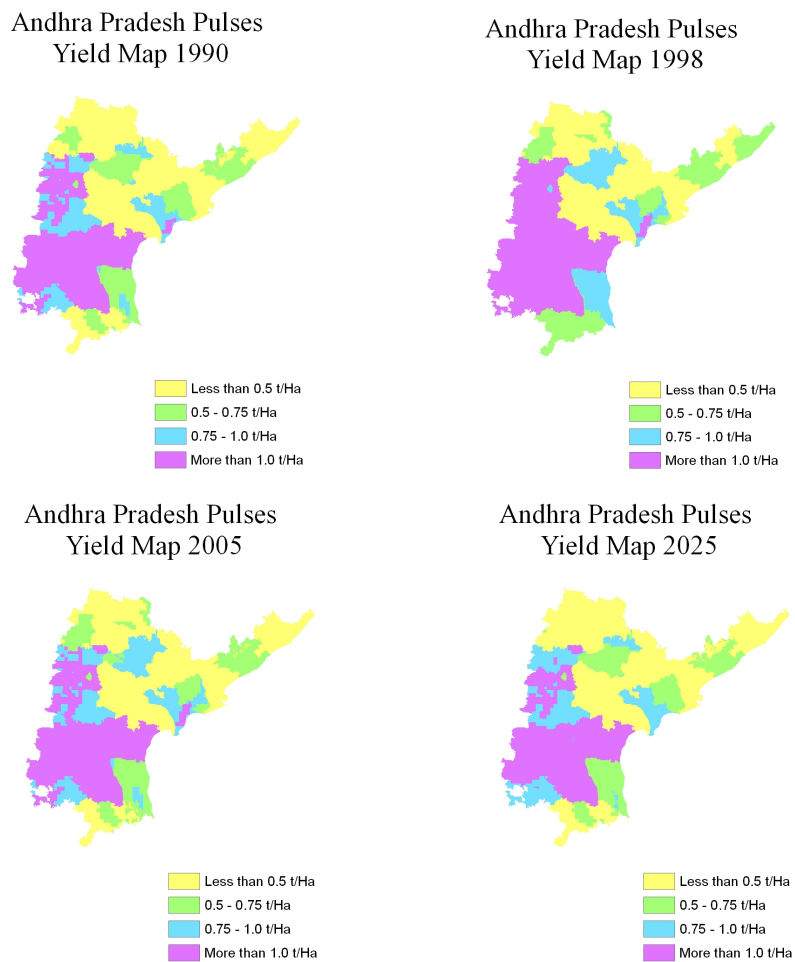 Andhra Pradesh Pulses
Yield Map 1990
Less than 0.5 t/Ha
0.5 - 0.75 t/Ha
0.75 - 1.0 t/Ha
More than 1.0 t/Ha
Andhra Pradesh Pulses
Yield Map 1998
Less than 0.5 t/Ha
0.5 - 0.75 t/Ha
0.75 - 1.0 t/Ha
More than 1.0 t/Ha
Andhra Pradesh Pulses
Yield Map 2005
Less than 0.5 t/Ha
0.5 - 0.75 t/Ha
0.75 - 1.0 t/Ha
More than 1.0 t/Ha
Andhra Pradesh Pulses
Yield Map 2025
Less than 0.5 t/Ha
0.5 - 0.75 t/Ha
0.75 - 1.0 t/Ha
More than 1.0 t/Ha